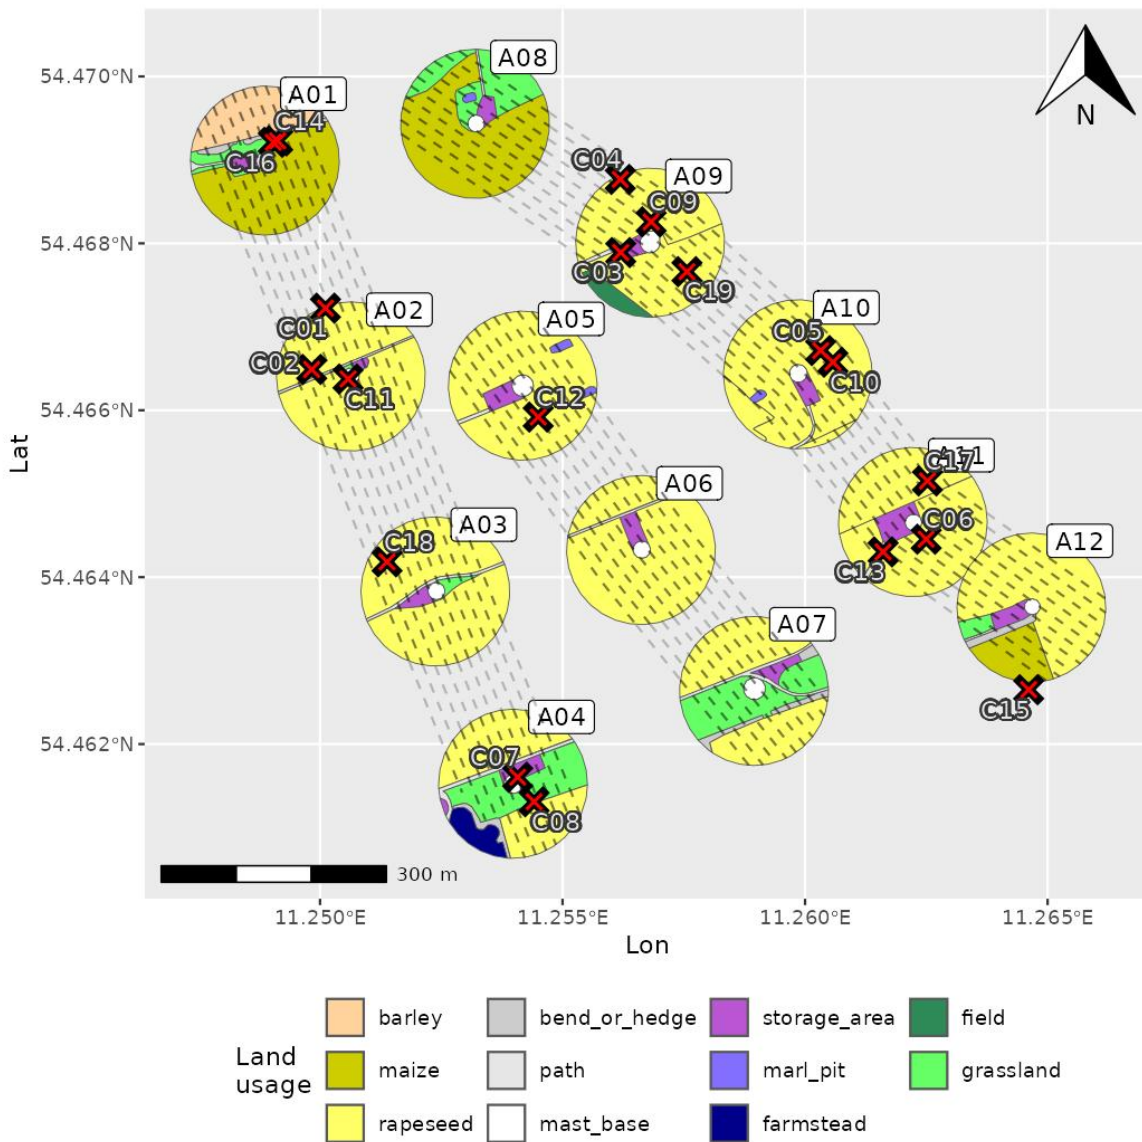 A08
54.470°N
A01
N
C14
C04
C16
A09
C09
54.468°N
C03
C19
C01
A02
A05
A10
C05
C02
C10
C11
C12
54.466°N
C17
A11
A06
C06
C18
A03
A12
C13
54.464°N
A07
C15
A04
54.462°N
C07
C08
300 m
11.250°E
11.255°E
11.260°E
11.265°E
Lat
Lon
Land
usage
barley
bend_or_hedge
storage_area
field
maize
path
marl_pit
grassland
rapeseed
mast_base
farmstead